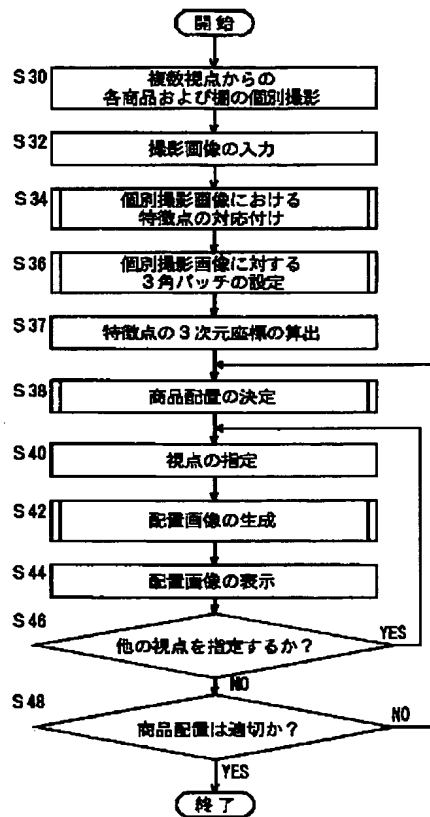 開始
S30
複数視点からの
各商品および棚の個別撮影
S32
撮影画像の入力
S34
個別撮影画像における
特徴点の対応付け
S36
個別撮影画像に対する
3角パッチの設定
S37
特徴点の3次元座標の算出
S38
商品配置の決定
S40
視点の指定
S42
配置画像の生成
S44
配置画像の表示
S46
他の視点を指定するか?
YES
NO
S48
商品配置は適切か?
NO
YES
終了